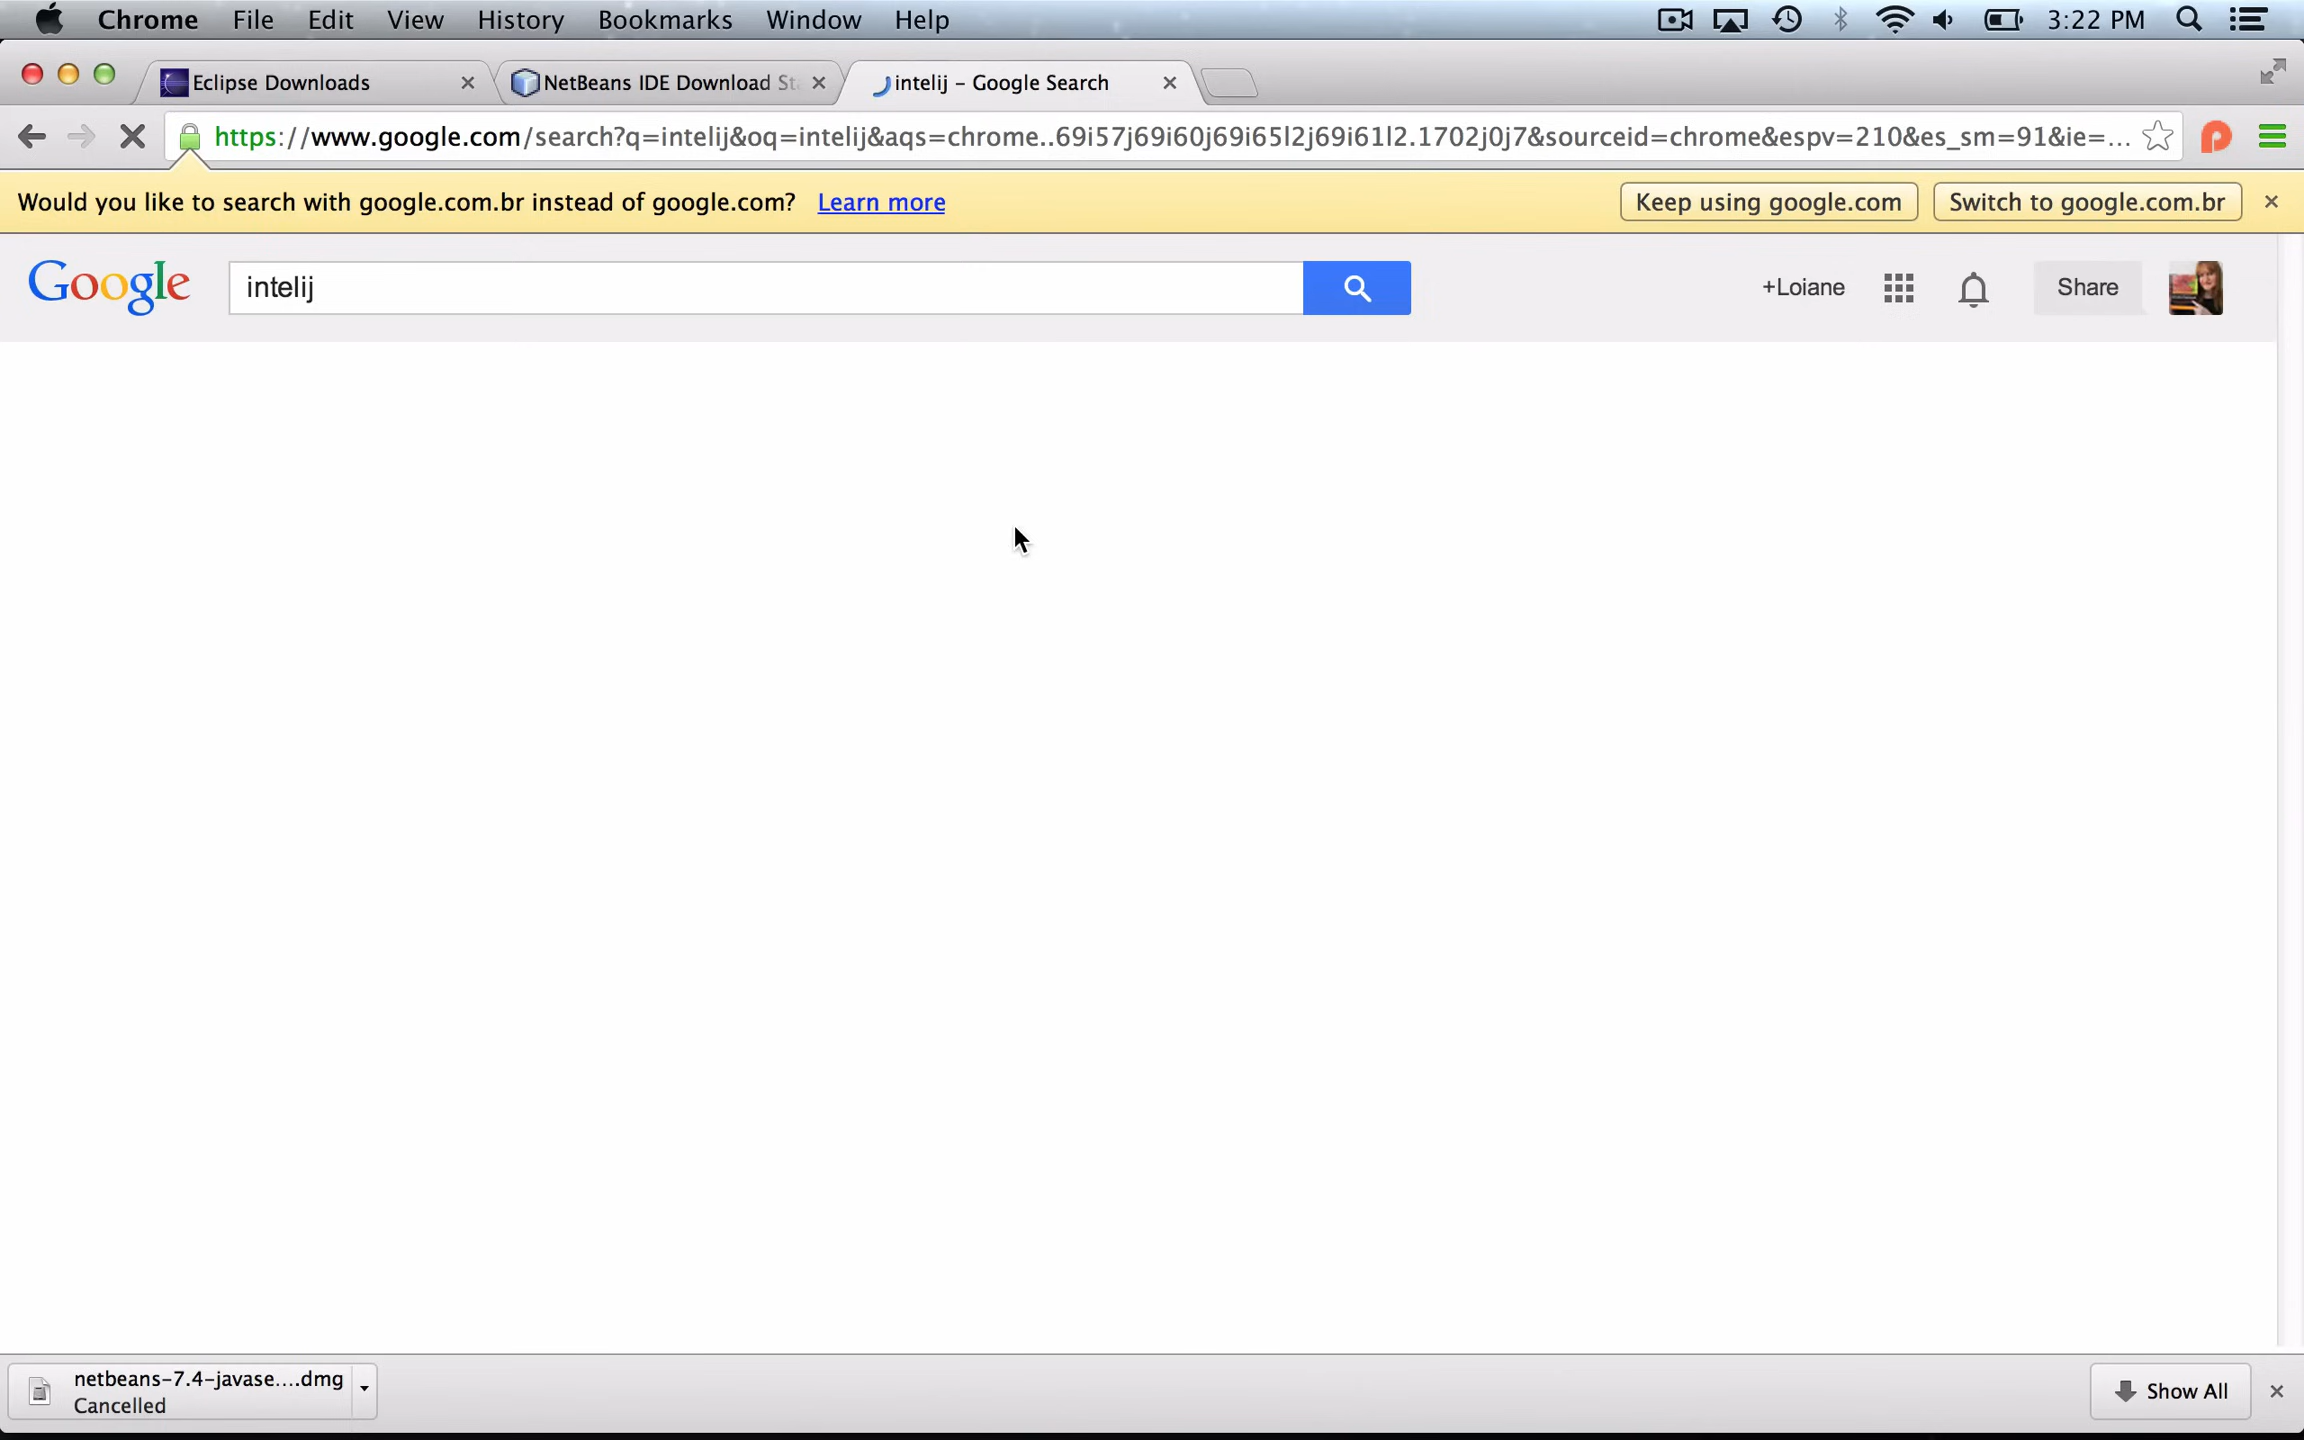 Chrome File Edit View History Bookmarks Window Help 3:22 PM
Eclipse Downloads NetBeans IDE Download St intelij – Google Search
https://www.google.com/search?q=intelij&oq=intelij&aqs=chrome..69i57j69i60j69i65l2j69i61l2.1702j0j7&sourceid=chrome&espv=210&es_sm=91&ie=...
Would you like to search with google.com.br instead of google.com? Learn more Keep using google.com Switch to google.com.br
Google intelij +Loiane Share
netbeans-7.4-javase....dmg
Cancelled
Show All